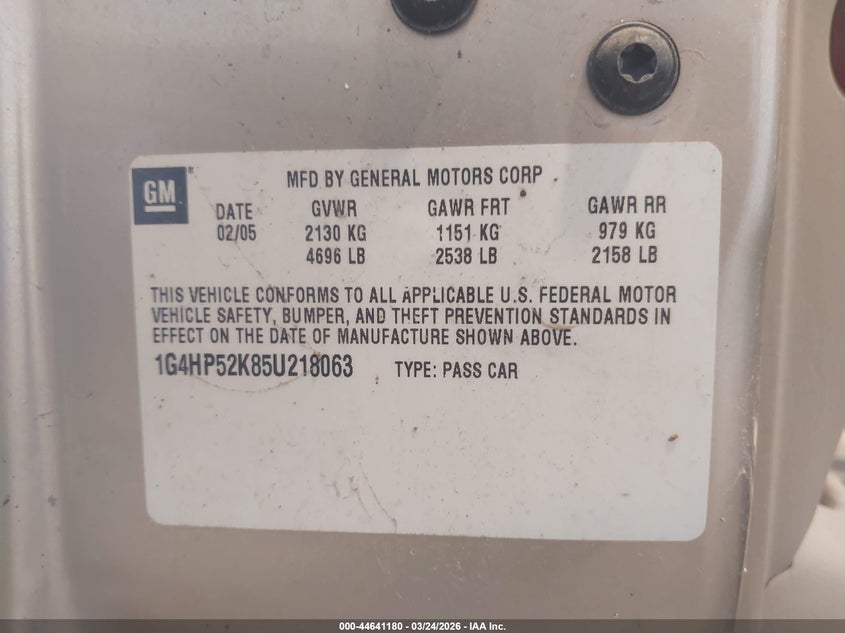 GM
MFD BY GENERAL MOTORS CORP
DATE GVWR GAWR FRT GAWR RR
02/05 2130 KG 1151 KG 979 KG
4696 LB 2538 LB 2158 LB
THIS VEHICLE CONFORMS TO ALL APPLICABLE U.S. FEDERAL MOTOR
VEHICLE SAFETY, BUMPER, AND THEFT PREVENTION STANDARDS IN
EFFECT ON THE DATE OF MANUFACTURE SHOWN ABOVE.
1G4HP52K85U218063 TYPE: PASS CAR
000-44641180 - 03/24/2026 - IAA Inc.